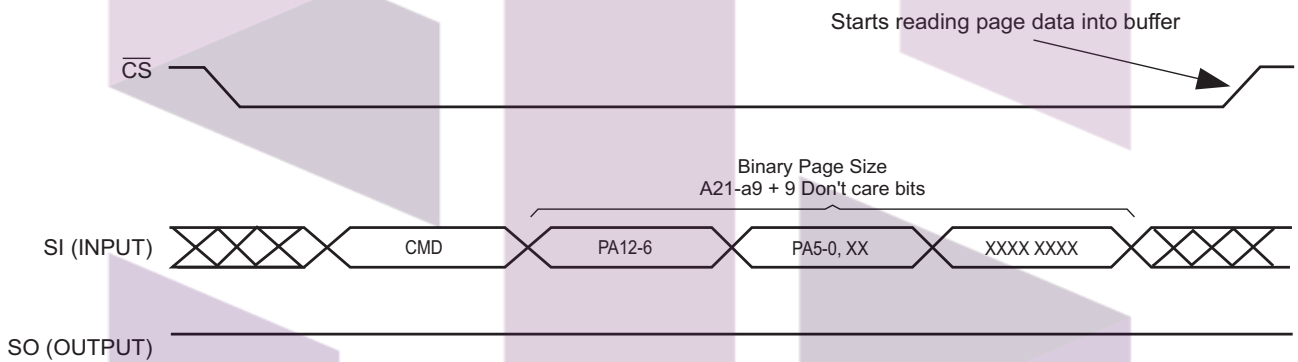 Starts reading page data into buffer
CS
Binary Page Size
A21-a9 + 9 Don't care bits
SI (INPUT)
CMD
PA12-6
PA5-0, XX
XXXX XXXX
SO (OUTPUT)